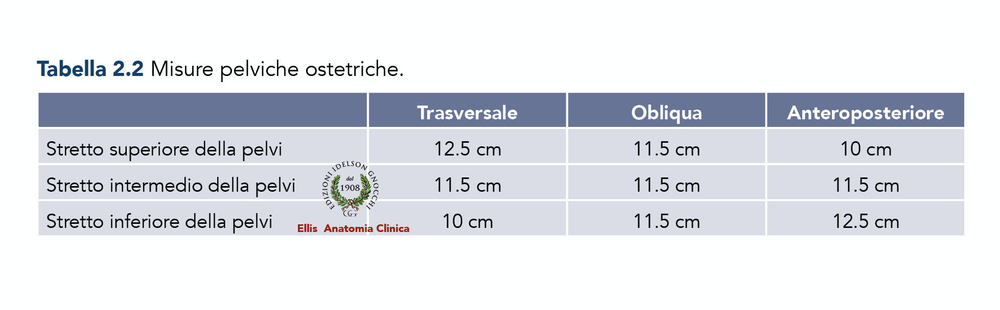 Tabella 2.2 Misure pelviche ostetriche.
Trasversale Obliqua Anteroposteriore
Stretto superiore della pelvi 12.5 cm 11.5 cm 10 cm
Stretto intermedio della pelvi 11.5 cm 11.5 cm 11.5 cm
Stretto inferiore della pelvi 10 cm 11.5 cm 12.5 cm
EDIZIONI IDELSON GNOCCHI
dal
1908
CGG
Ellis Anatomia Clinica